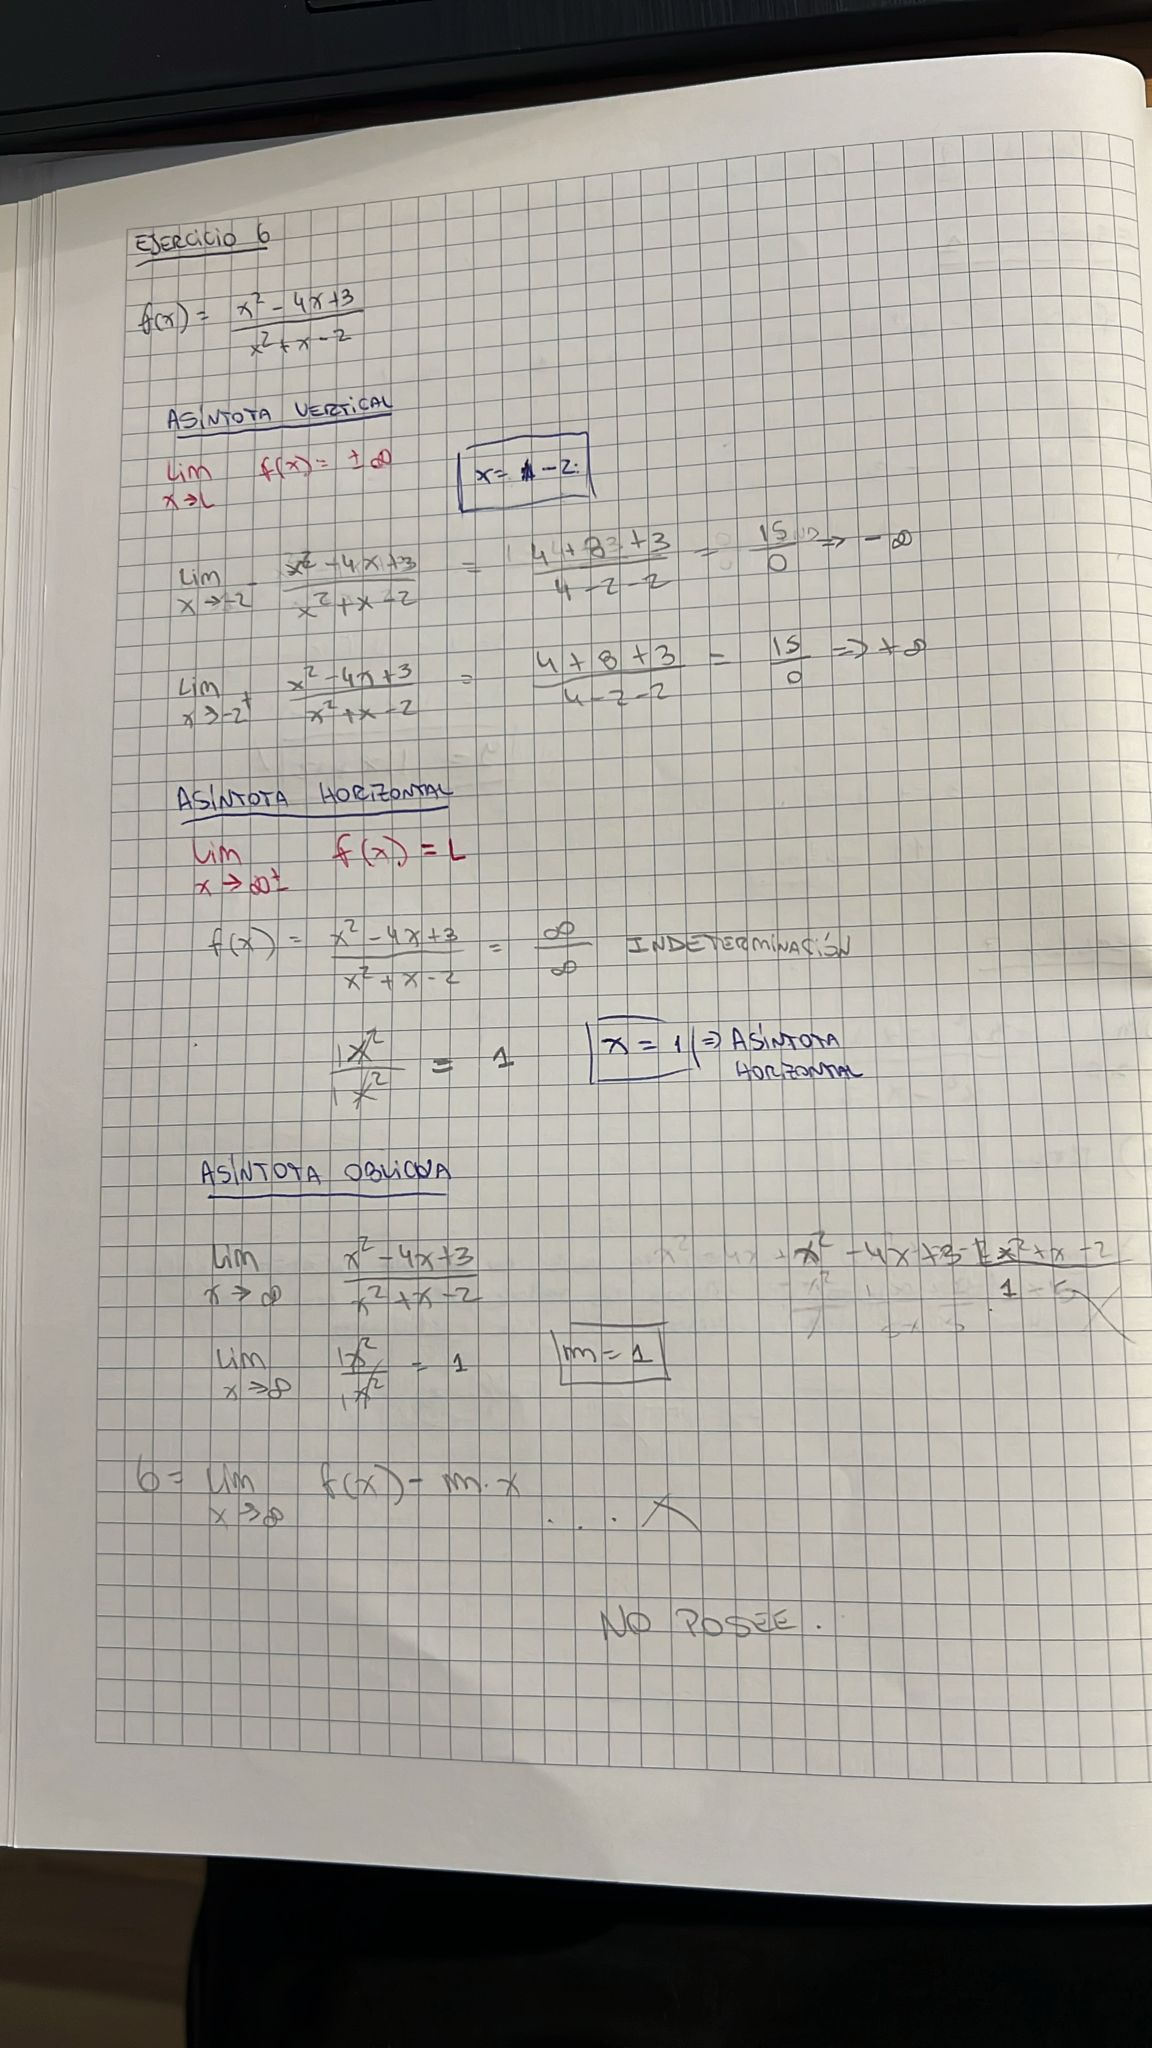 EJERCICIO 6
f(x) = (x² - 4x + 3) / (x² + x - 2)
ASÍNTOTA VERTICAL
lim x→L f(x) = ± ∞
x = -2.
lim x→-2⁻ (x² - 4x + 3) / (x² + x - 2) = (4 + 8 + 3) / (4 - 2 - 2) = 15/0 => - ∞
lim x→-2⁺ (x² - 4x + 3) / (x² + x - 2) = (4 + 8 + 3) / (4 - 2 - 2) = 15/0 => + ∞
ASÍNTOTA HORIZONTAL
lim x→∞± f(x) = L
f(x) = (x² - 4x + 3) / (x² + x - 2) = ∞/∞ INDETERMINACIÓN
1x²/1x² = 1
x = 1 => ASÍNTOTA
HORIZONTAL
ASÍNTOTA OBLICUA
lim x→∞ (x² - 4x + 3) / (x² + x - 2)
x² - 4x + 3 x² + x - 2
1
lim x→∞ 1x²/1x² = 1
m = 1
b = lim x→∞ f(x) - m·x
. . .
NO POSEE.